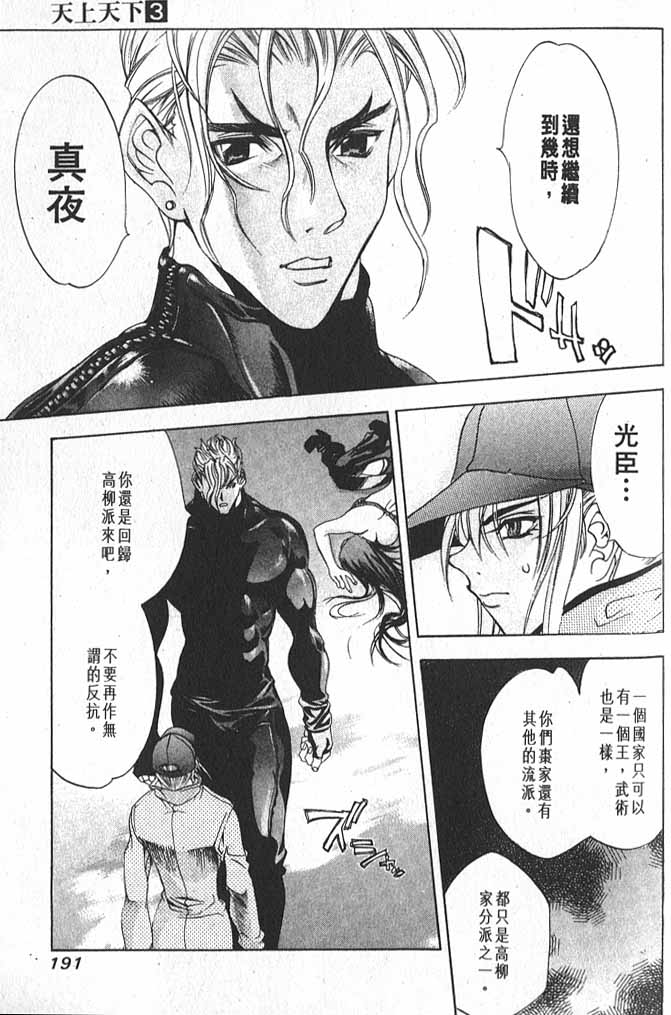 天上天下3
還想繼續
到幾時，
真夜
ドドドド
光臣…
一個國家只可以
有一個王，武術
也是一樣，
你們棗家還有
其他的流派。
都只是高柳
家分派之一。
你還是回歸
高柳派來吧，
不要再作無
謂的反抗。
191